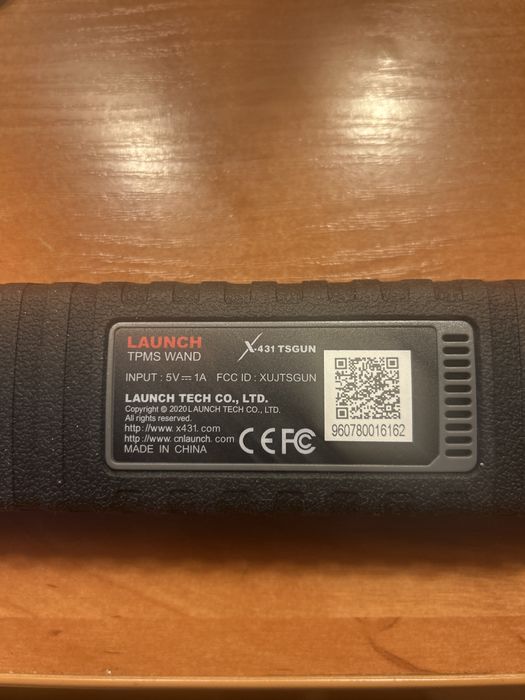 LAUNCH
TPMS WAND
X-431 TSGUN
INPUT : 5V⎓1A FCC ID : XUJTSGUN
LAUNCH TECH CO., LTD.
Copyright © 2020 LAUNCH TECH CO., LTD.
All rights reserved.
http://www. x431. com
http://www. cnlaunch. com
MADE IN CHINA
CE FC
960780016162